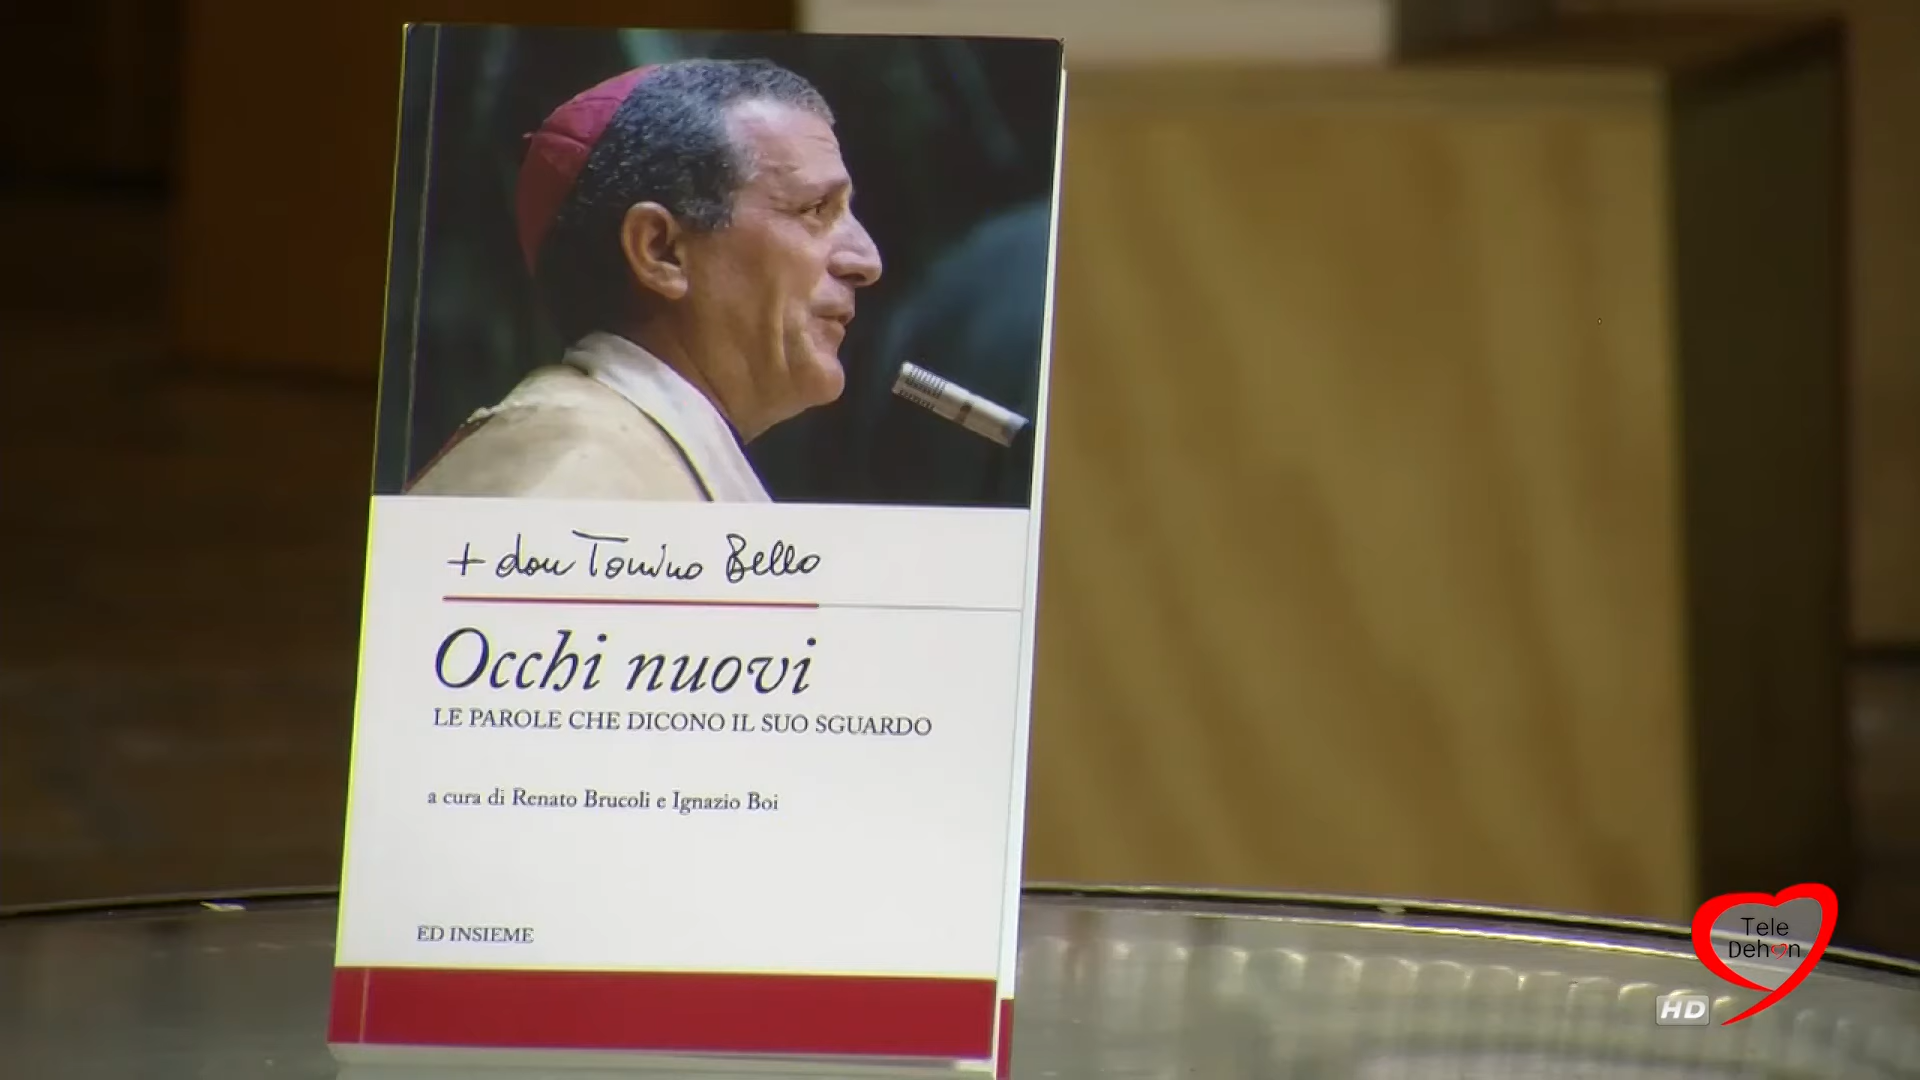 + don Tonino Bello
Occhi nuovi
LE PAROLE CHE DICONO IL SUO SGUARDO
a cura di Renato Brucoli e Ignazio Boi
ED INSIEME
Tele
Dehon
HD